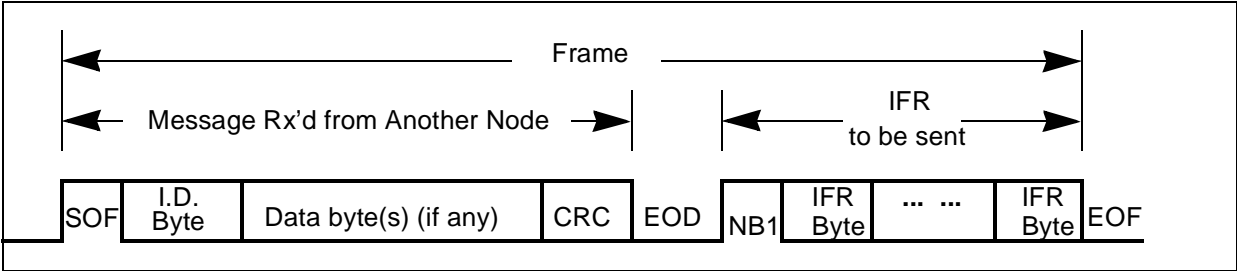 Frame
Message Rx'd from Another Node
IFR
to be sent
SOF
I.D.
Byte
Data byte(s) (if any)
CRC
EOD
NB1
IFR
Byte
... ...
IFR
Byte
EOF